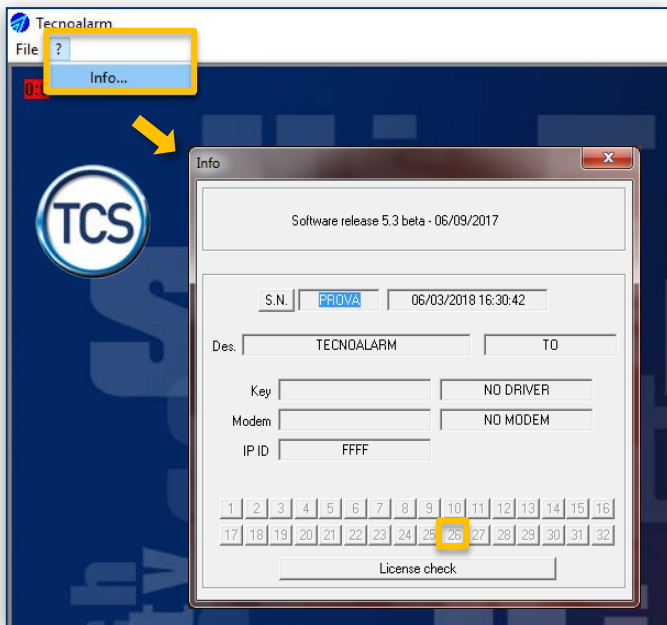 Tecnoalarm
File ?
Info...
TCS
Info
x
Software release 5.3 beta - 06/09/2017
S.N. PROVA 06/03/2018 16:30:42
Des. TECNOALARM TO
Key NO DRIVER
Modem NO MODEM
IP ID FFFF
1 2 3 4 5 6 7 8 9 10 11 12 13 14 15 16
17 18 19 20 21 22 23 24 25 26 27 28 29 30 31 32
License check